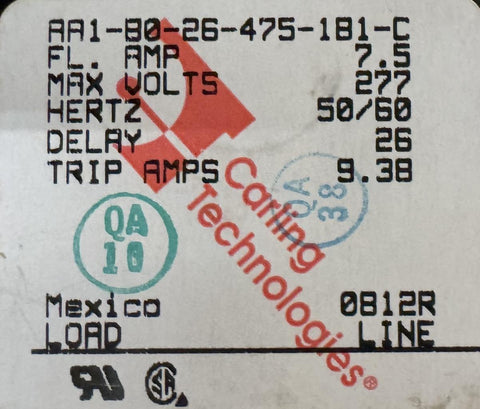 AA1-B0-26-475-1B1-C
FL. AMP 7.5
MAX VOLTS 277
HERTZ 50/60
DELAY 26
TRIP AMPS 9.38
Carling
Technologies®
QA
38
QA
10
Mexico 0812R
LOAD LINE